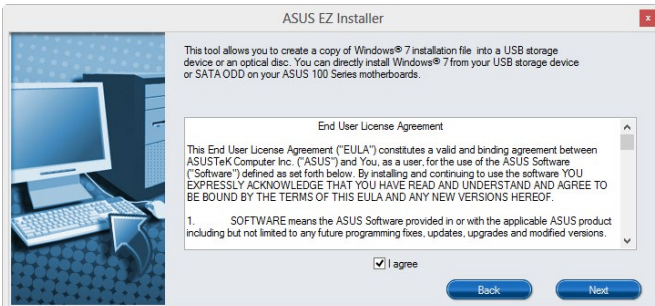 ASUS EZ Installer
x
This tool allows you to create a copy of Windows® 7 installation file into a USB storage
device or an optical disc. You can directly install Windows® 7 from your USB storage device
or SATA ODD on your ASUS 100 Series motherboards.
End User License Agreement
This End User License Agreement ("EULA") constitutes a valid and binding agreement between
ASUSTeK Computer Inc. ("ASUS") and You, as a user, for the use of the ASUS Software
("Software") defined as set forth below. By installing and continuing to use the software YOU
EXPRESSLY ACKNOWLEDGE THAT YOU HAVE READ AND UNDERSTAND AND AGREE TO
BE BOUND BY THE TERMS OF THIS EULA AND ANY NEW VERSIONS HEREOF.
1. SOFTWARE means the ASUS Software provided in or with the applicable ASUS product
including but not limited to any future programming fixes, updates, upgrades and modified versions.
I agree
Back Next